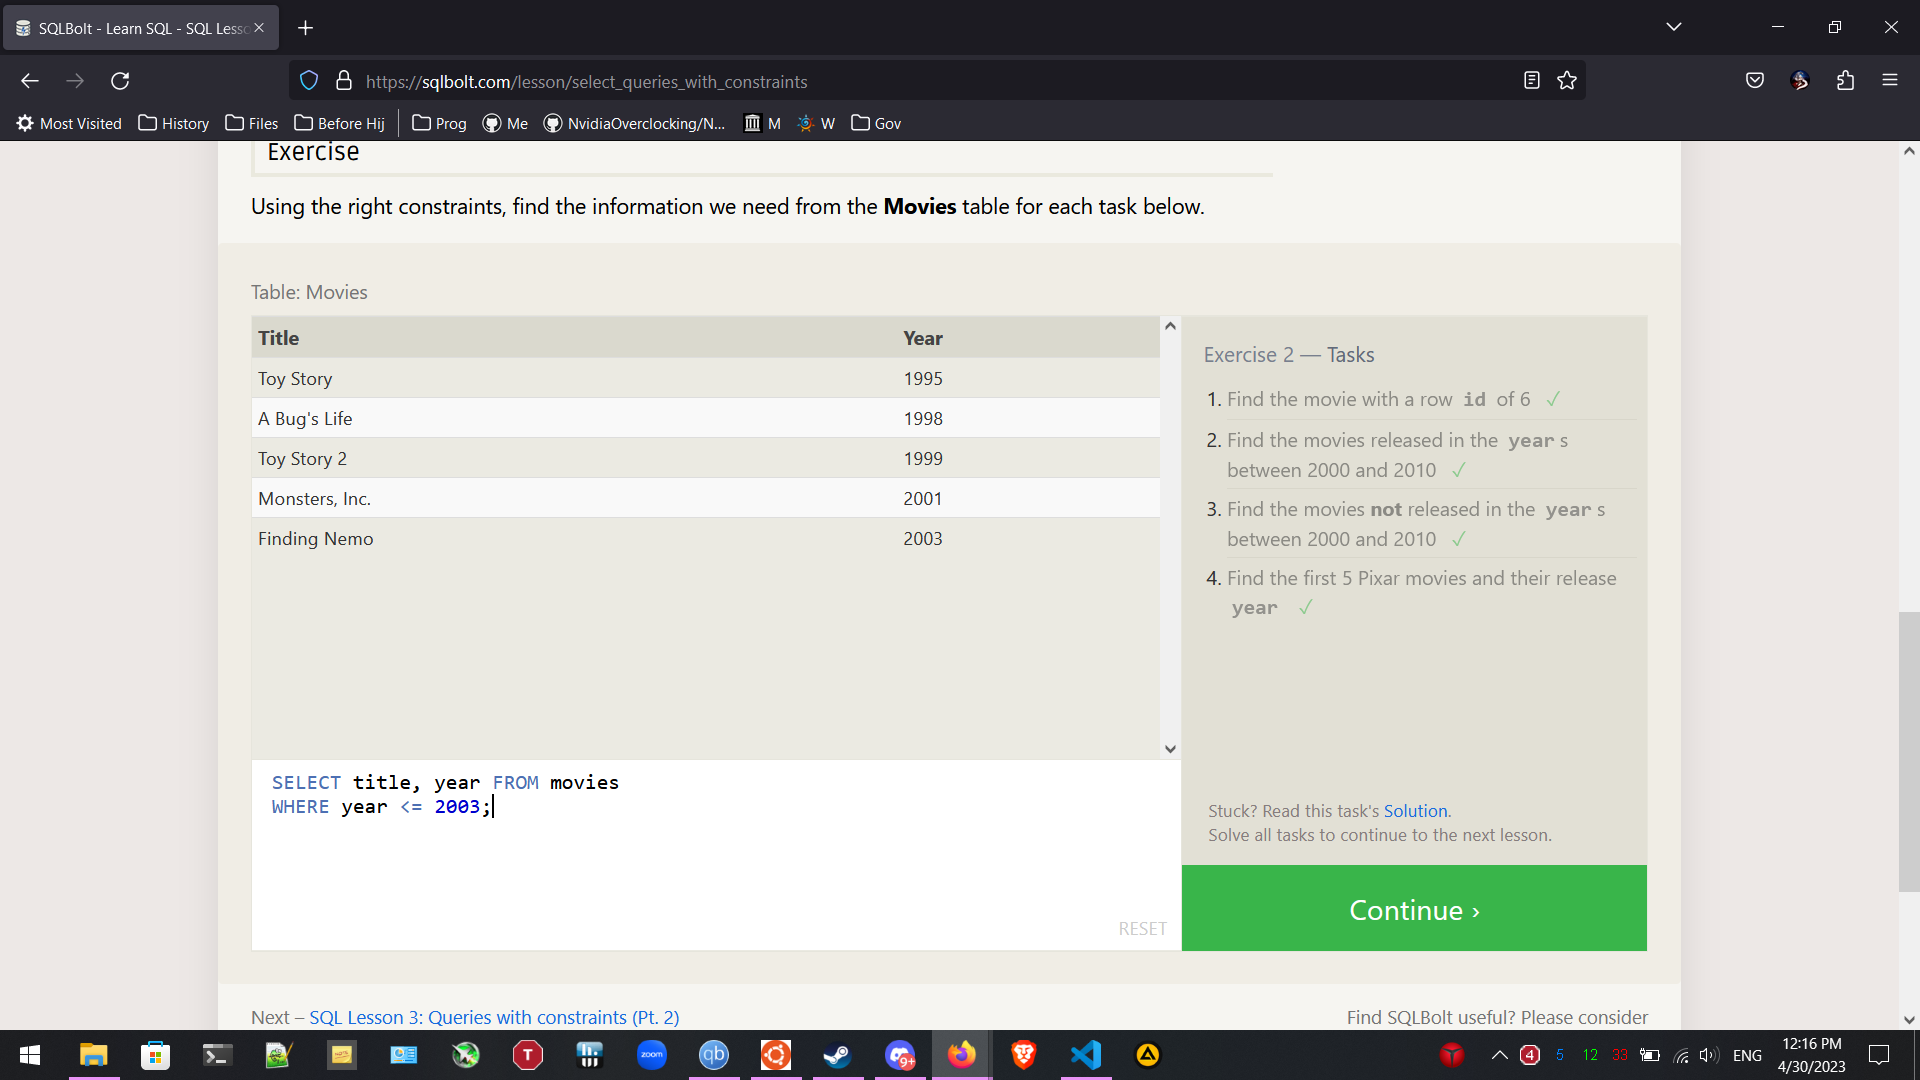 SQLBolt - Learn SQL - SQL Lesso
https://sqlbolt.com/lesson/select_queries_with_constraints
Most Visited History Files Before Hij Prog Me NvidiaOverclocking/N... M W Gov
Exercise
Using the right constraints, find the information we need from the Movies table for each task below.
Table: Movies
Title Year
Toy Story 1995
A Bug's Life 1998
Toy Story 2 1999
Monsters, Inc. 2001
Finding Nemo 2003
SELECT title, year FROM movies
WHERE year <= 2003;
RESET
Exercise 2 — Tasks
1. Find the movie with a row id of 6 ✓
2. Find the movies released in the year s
between 2000 and 2010 ✓
3. Find the movies not released in the year s
between 2000 and 2010 ✓
4. Find the first 5 Pixar movies and their release
year ✓
Stuck? Read this task's Solution.
Solve all tasks to continue to the next lesson.
Continue ›
Next – SQL Lesson 3: Queries with constraints (Pt. 2)
Find SQLBolt useful? Please consider
T zoom qb 9+ 4 5 12 33 ENG
12:16 PM
4/30/2023